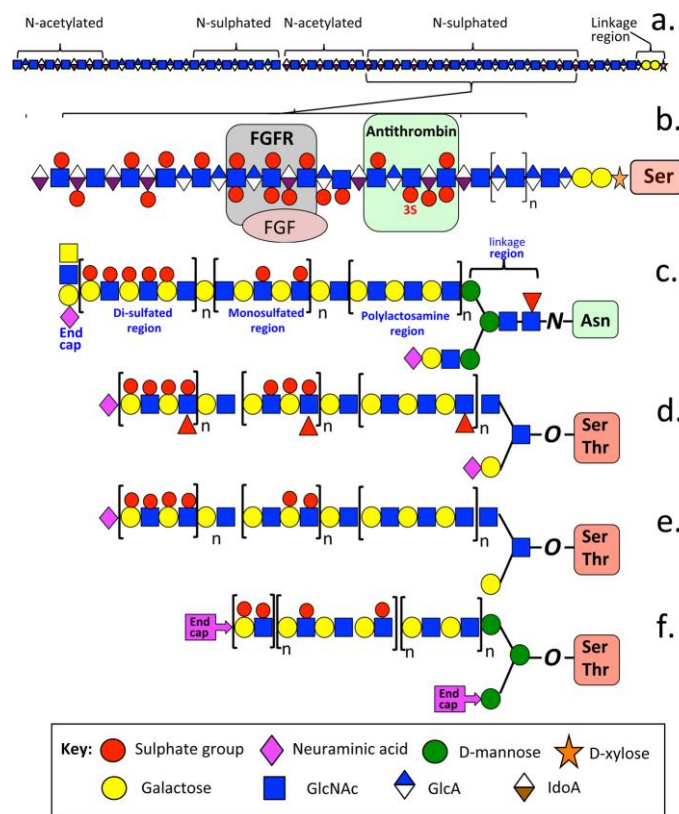 N-acetylated N-sulphated N-acetylated N-sulphated Linkage region a.
b.
FGFR Antithrombin
3S
n
Ser
FGF
linkage region
c.
n n n
Di-sulfated region Monosulfated region Polylactosamine region
End cap
N Asn
d.
n n n
O Ser Thr
e.
n n n
O Ser Thr
f.
End cap
n n n
O Ser Thr
End cap
Key: Sulphate group Neuraminic acid D-mannose D-xylose
Galactose GlcNAc GlcA IdoA